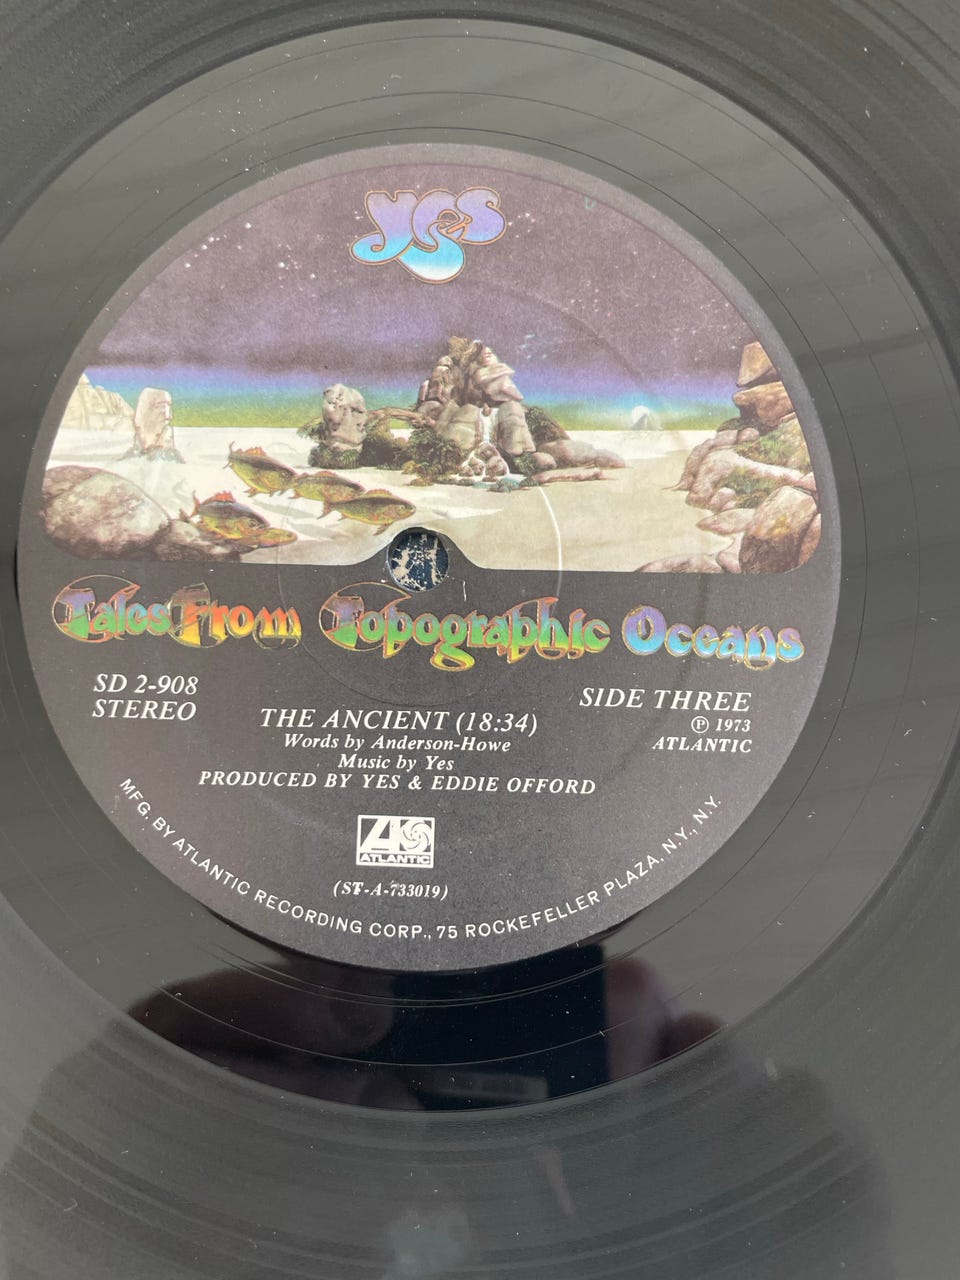 yes
Tales From Topographic Oceans
SD 2-908
STEREO
SIDE THREE
Ⓟ 1973
ATLANTIC
THE ANCIENT (18:34)
Words by Anderson-Howe
Music by Yes
PRODUCED BY YES & EDDIE OFFORD
ATLANTIC
(ST-A-733019)
MFG. BY ATLANTIC RECORDING CORP., 75 ROCKEFELLER PLAZA, N.Y., N.Y.